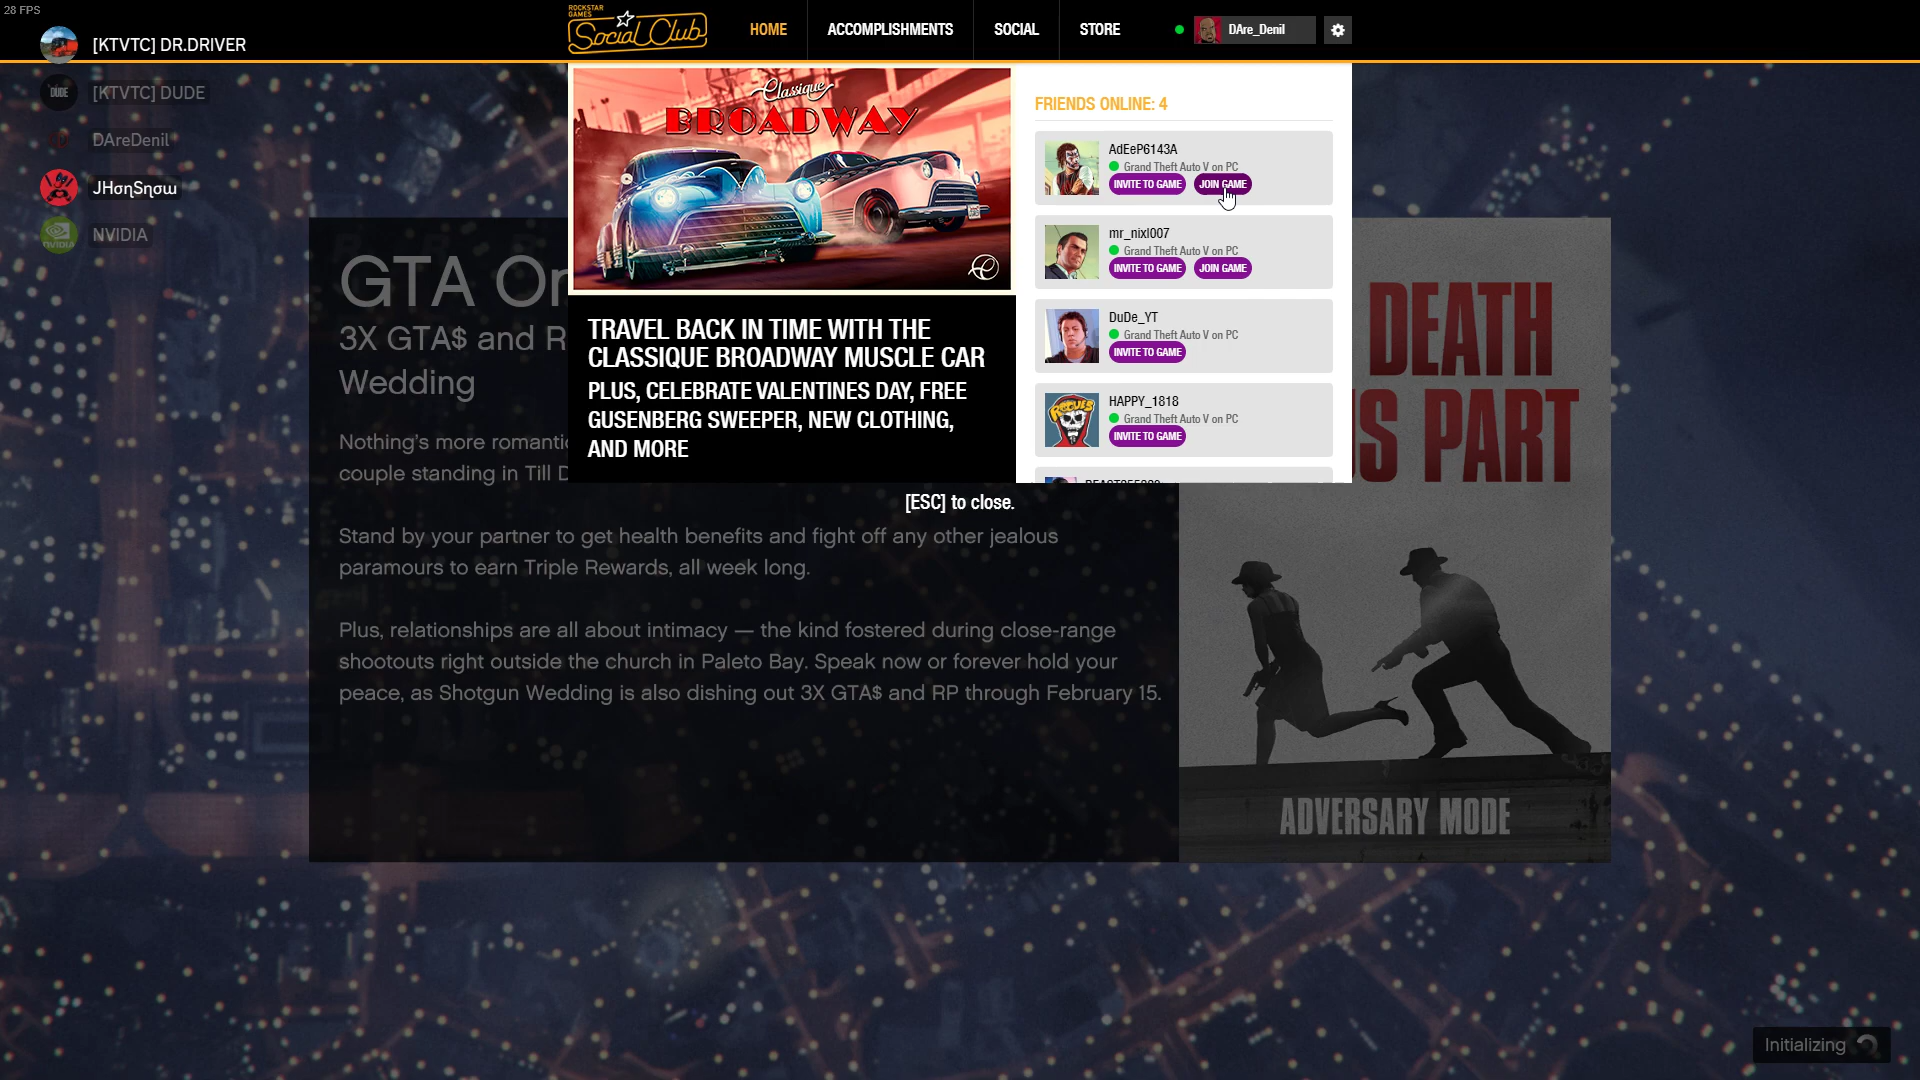 28 FPS
[KTVTC] DR.DRIVER
[KTVTC] DUDE
DAreDenil
JHσηSησω
NVIDIA
ROCKSTAR
GAMES
Social Club
HOME
ACCOMPLISHMENTS
SOCIAL
STORE
DAre_Denil
Classique
BROADWAY
TRAVEL BACK IN TIME WITH THE
CLASSIQUE BROADWAY MUSCLE CAR
PLUS, CELEBRATE VALENTINES DAY, FREE
GUSENBERG SWEEPER, NEW CLOTHING,
AND MORE
FRIENDS ONLINE: 4
AdEeP6143A
Grand Theft Auto V on PC
INVITE TO GAME
JOIN GAME
mr_nixl007
Grand Theft Auto V on PC
INVITE TO GAME
JOIN GAME
DuDe_YT
Grand Theft Auto V on PC
INVITE TO GAME
HAPPY_1818
Grand Theft Auto V on PC
INVITE TO GAME
[ESC] to close.
GTA On
3X GTA$ and R
Wedding
Nothing's more romantic
couple standing in Till D
Stand by your partner to get health benefits and fight off any other jealous
paramours to earn Triple Rewards, all week long.
Plus, relationships are all about intimacy — the kind fostered during close-range
shootouts right outside the church in Paleto Bay. Speak now or forever hold your
peace, as Shotgun Wedding is also dishing out 3X GTA$ and RP through February 15.
DEATH
S PART
ADVERSARY MODE
Initializing